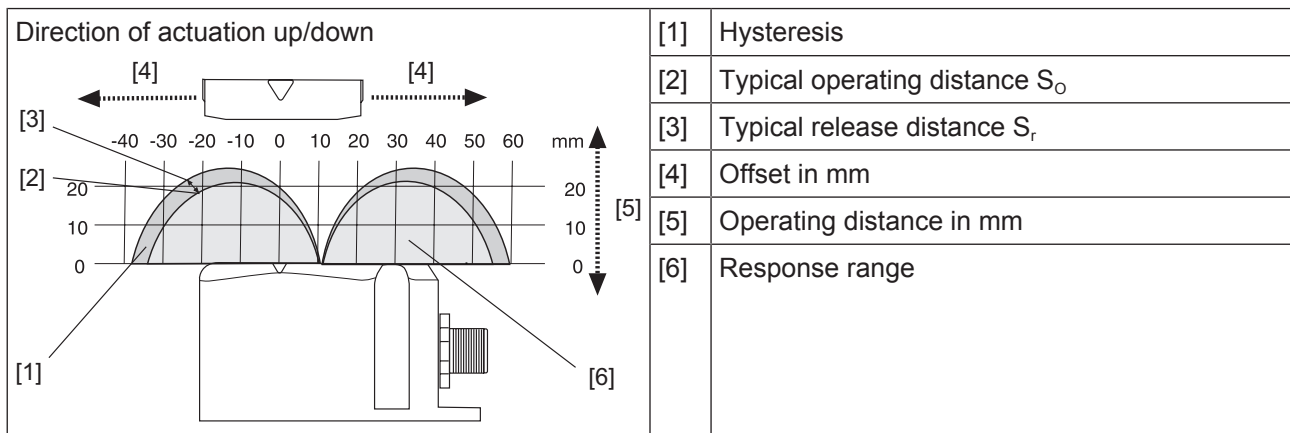 Direction of actuation up/down
[4] [4]
[3]
-40 -30 -20 -10 0 10 20 30 40 50 60 mm
[2]
20 20
[5]
10 10
0 0
[1]
[6]
[1] Hysteresis
[2] Typical operating distance SO
[3] Typical release distance Sr
[4] Offset in mm
[5] Operating distance in mm
[6] Response range